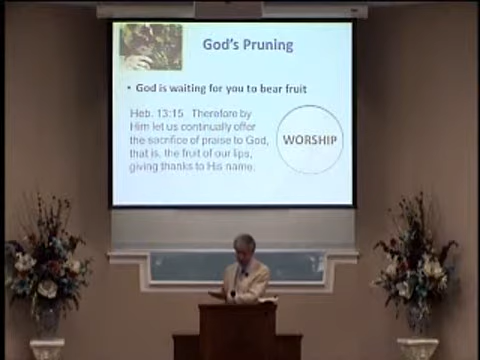 God's Pruning
• God is waiting for you to bear fruit
Heb. 13:15  Therefore by
Him let us continually offer
the sacrifice of praise to God,
that is, the fruit of our lips,
giving thanks to His name.
WORSHIP